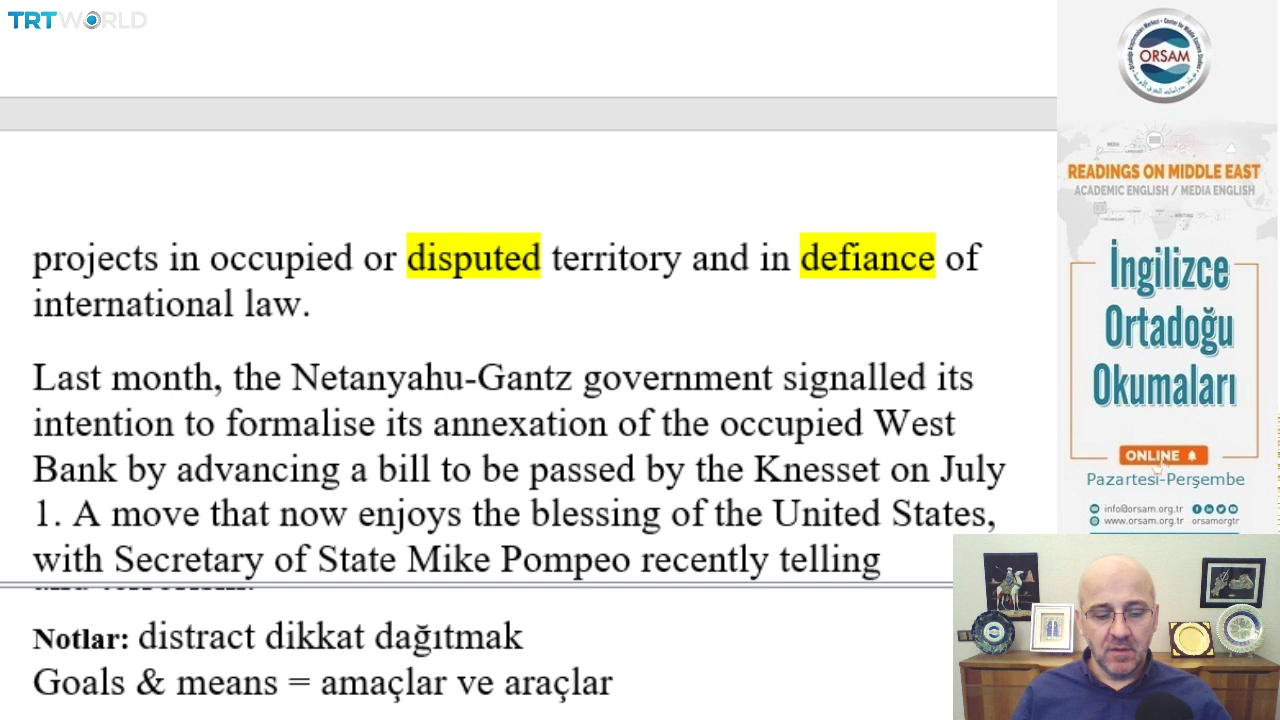 TRT WORLD
projects in occupied or disputed territory and in defiance of
international law.
Last month, the Netanyahu-Gantz government signalled its
intention to formalise its annexation of the occupied West
Bank by advancing a bill to be passed by the Knesset on July
1. A move that now enjoys the blessing of the United States,
with Secretary of State Mike Pompeo recently telling
Notlar: distract dikkat dağıtmak
Goals & means = amaçlar ve araçlar
ORSAM
READINGS ON MIDDLE EAST
ACADEMIC ENGLISH / MEDIA ENGLISH
İngilizce
Ortadoğu
Okumaları
ONLINE
Pazartesi-Perşembe
info@orsam.org.tr
www.orsam.org.tr orsamorgtr